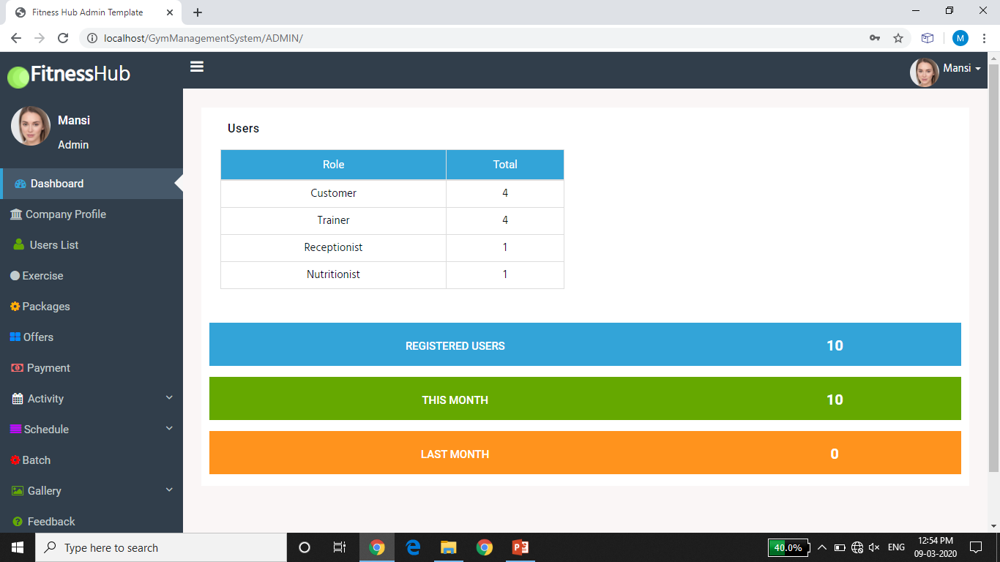 Fitness Hub Admin Template
localhost/GymManagementSystem/ADMIN/
M
FitnessHub
Mansi
Mansi
Admin
Dashboard
Company Profile
Users List
Exercise
Packages
Offers
Payment
Activity
Schedule
Batch
Gallery
Feedback
Users
Role Total
Customer 4
Trainer 4
Receptionist 1
Nutritionist 1
REGISTERED USERS 10
THIS MONTH 10
LAST MONTH 0
Type here to search
40.0%
ENG
12:54 PM
09-03-2020